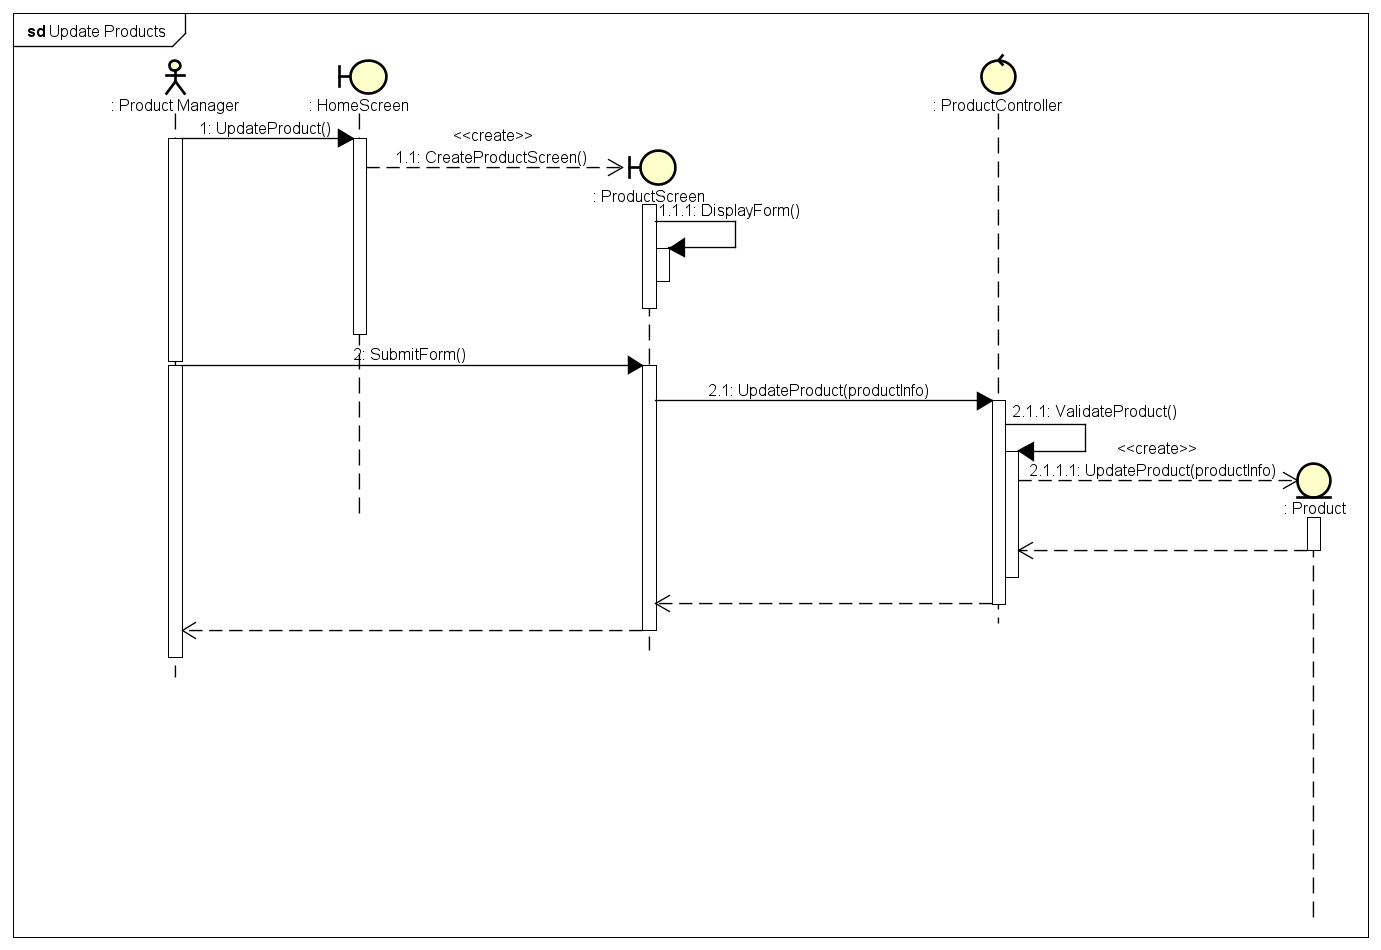 sd Update Products
: Product Manager
: HomeScreen
: ProductController
1: UpdateProduct()
<<create>>
1.1: CreateProductScreen()
: ProductScreen
1.1.1: DisplayForm()
2: SubmitForm()
2.1: UpdateProduct(productInfo)
2.1.1: ValidateProduct()
<<create>>
2.1.1.1: UpdateProduct(productInfo)
: Product